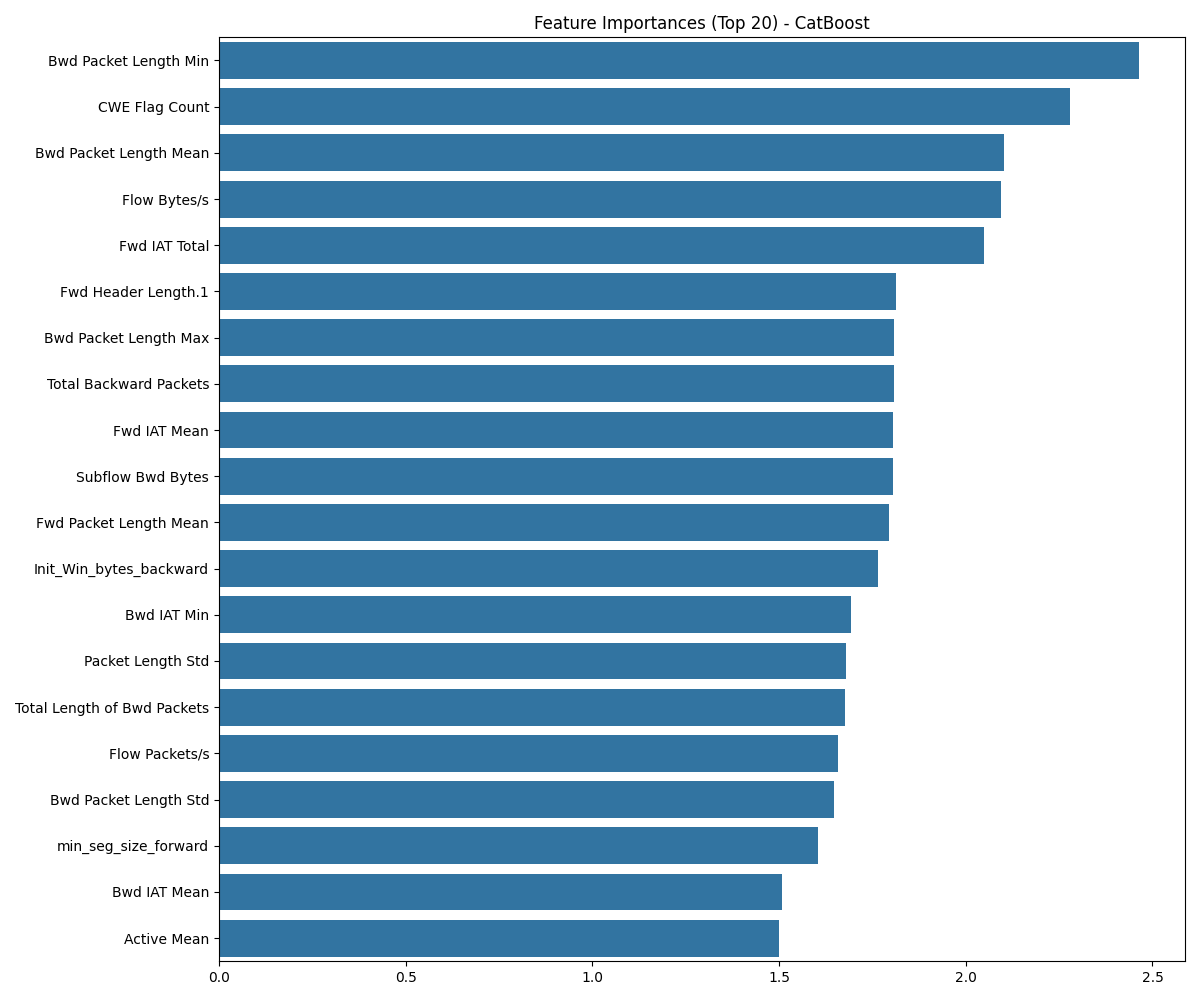 Feature Importances (Top 20) - CatBoost
Bwd Packet Length Min
CWE Flag Count
Bwd Packet Length Mean
Flow Bytes/s
Fwd IAT Total
Fwd Header Length.1
Bwd Packet Length Max
Total Backward Packets
Fwd IAT Mean
Subflow Bwd Bytes
Fwd Packet Length Mean
Init_Win_bytes_backward
Bwd IAT Min
Packet Length Std
Total Length of Bwd Packets
Flow Packets/s
Bwd Packet Length Std
min_seg_size_forward
Bwd IAT Mean
Active Mean
0.0 0.5 1.0 1.5 2.0 2.5